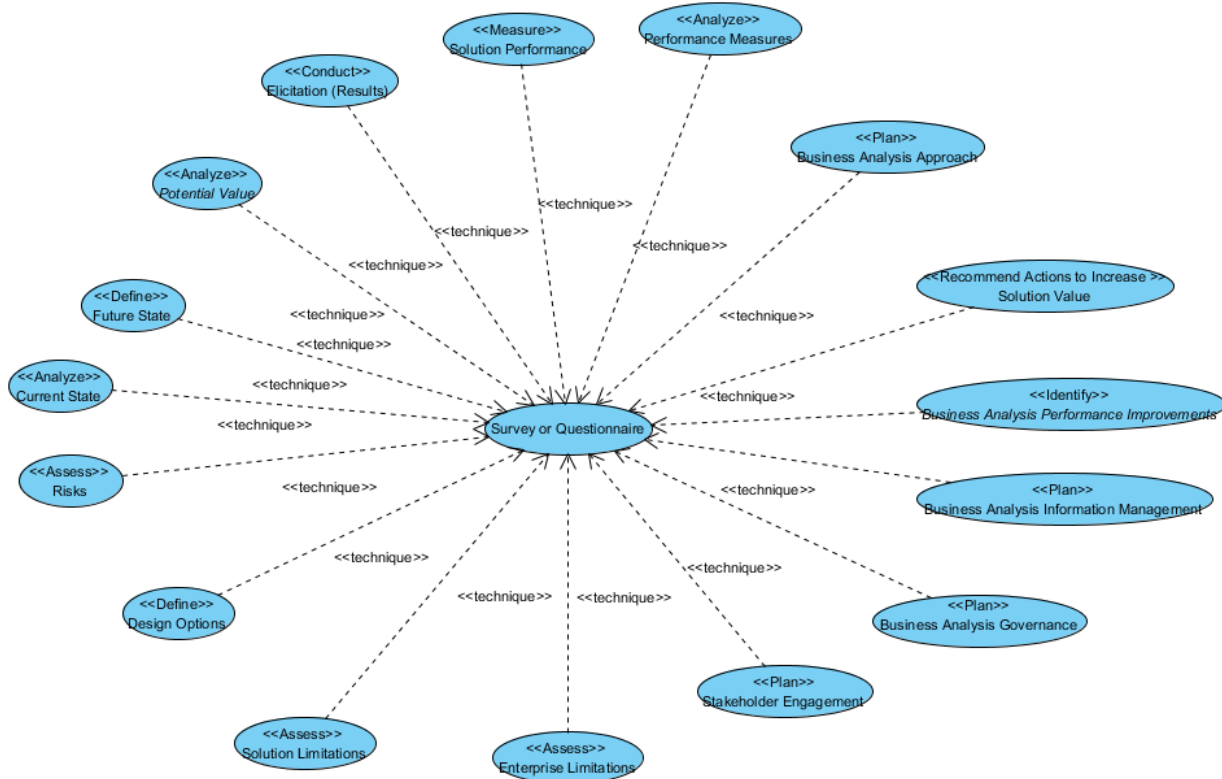 <<Measure>>
Solution Performance
<<Analyze>>
Performance Measures
<<Conduct>>
Elicitation (Results)
<<Plan>>
Business Analysis Approach
<<Analyze>>
Potential Value
<<technique>>
<<technique>>
<<technique>>
<<technique>>
<<Recommend Actions to Increase >>
Solution Value
<<Define>>
Future State
<<technique>>
<<technique>>
<<technique>>
<<Analyze>>
Current State
<<technique>>
<<technique>>
<<Identify>>
Business Analysis Performance Improvements
<<technique>>
Survey or Questionnaire
<<Assess>>
Risks
<<technique>>
<<technique>>
<<Plan>>
Business Analysis Information Management
<<technique>>
<<technique>>
<<technique>>
<<technique>>
<<Define>>
Design Options
<<Plan>>
Business Analysis Governance
<<Plan>>
Stakeholder Engagement
<<Assess>>
Solution Limitations
<<Assess>>
Enterprise Limitations